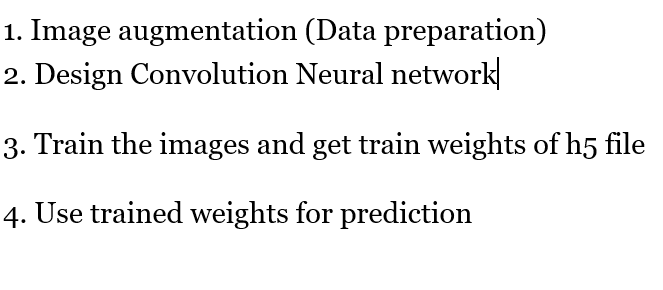 1. Image augmentation (Data preparation)
2. Design Convolution Neural network
3. Train the images and get train weights of h5 file
4. Use trained weights for prediction